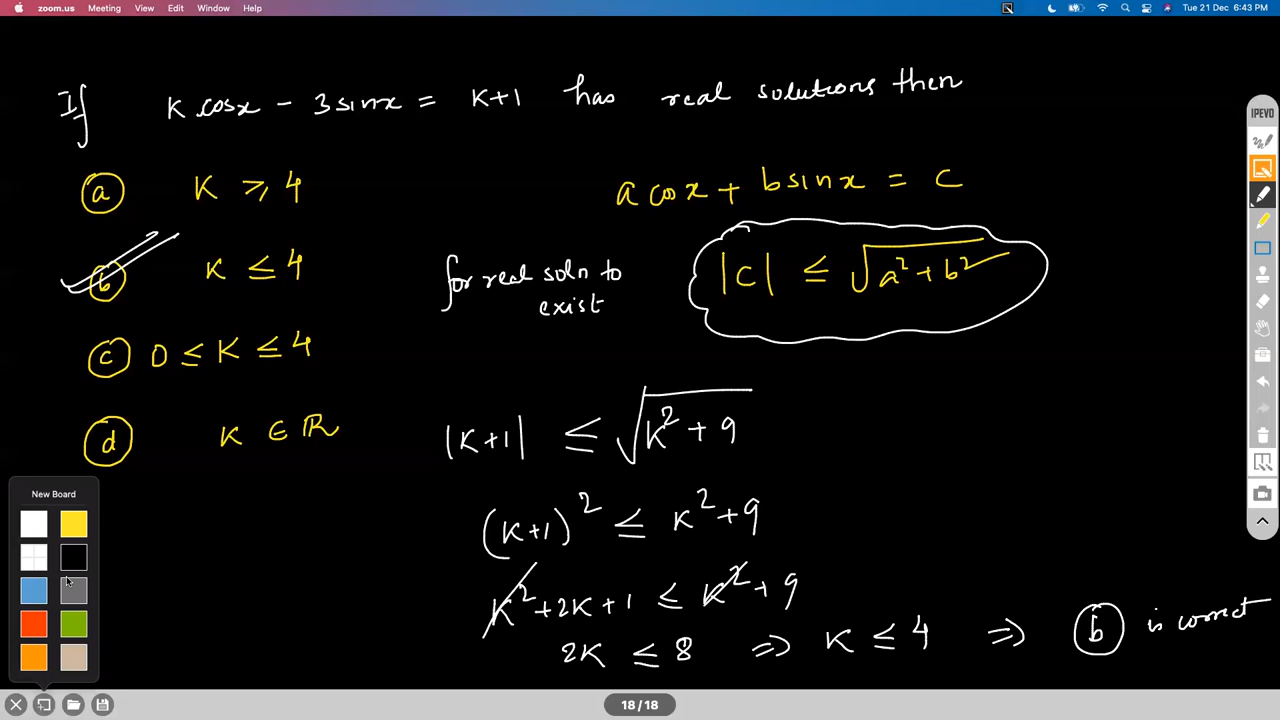 zoom.us Meeting View Edit Window Help Tue 21 Dec 6:43 PM
If K cosx - 3 sinx = K+1 has real solutions then
a K ≥ 4
a cosx + b sinx = c
b K ≤ 4
for real soln to exist
|c| ≤ √a²+b²
c 0 ≤ K ≤ 4
d K ∈ ℝ
|K+1| ≤ √K²+9
(K+1)² ≤ K²+9
K²+2K+1 ≤ K²+9
2K ≤ 8 ⇒ K ≤ 4 ⇒ b is correct
IPEVO
New Board
18 / 18